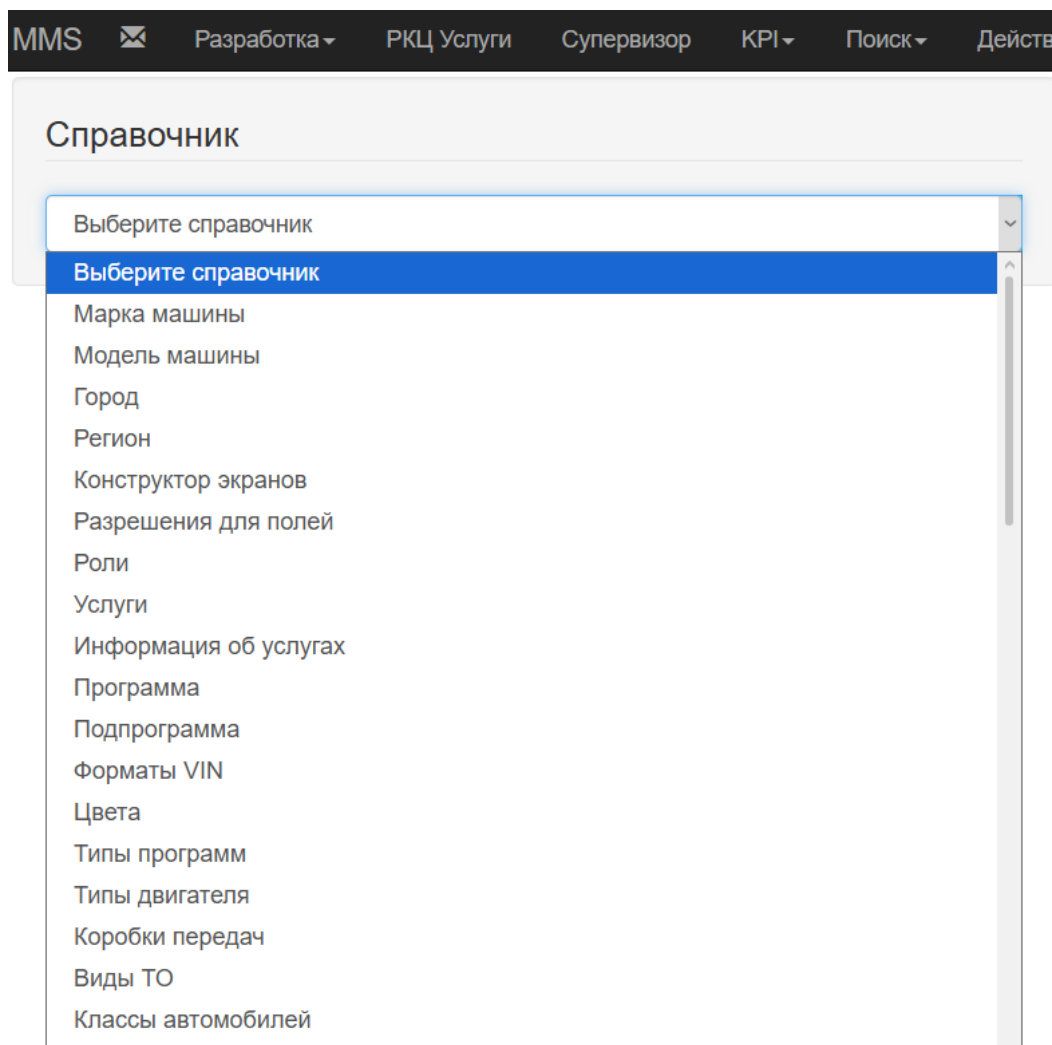 MMS Разработка РКЦ Услуги Супервизор KPI Поиск Действ
Справочник
Выберите справочник
Выберите справочник
Марка машины
Модель машины
Город
Регион
Конструктор экранов
Разрешения для полей
Роли
Услуги
Информация об услугах
Программа
Подпрограмма
Форматы VIN
Цвета
Типы программ
Типы двигателя
Коробки передач
Виды ТО
Классы автомобилей